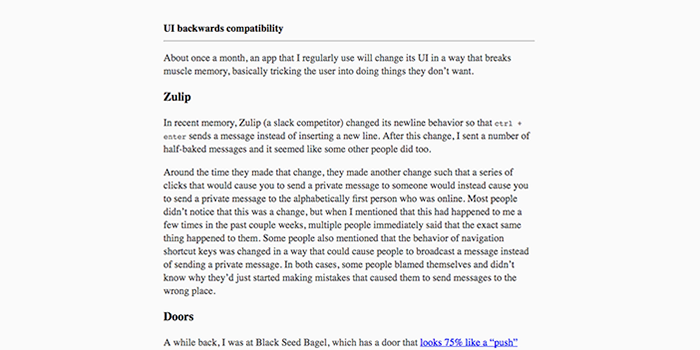 UI backwards compatibility
About once a month, an app that I regularly use will change its UI in a way that breaks
muscle memory, basically tricking the user into doing things they don’t want.
Zulip
In recent memory, Zulip (a slack competitor) changed its newline behavior so that ctrl +
enter sends a message instead of inserting a new line. After this change, I sent a number of
half-baked messages and it seemed like some other people did too.
Around the time they made that change, they made another change such that a series of
clicks that would cause you to send a private message to someone would instead cause you
to send a private message to the alphabetically first person who was online. Most people
didn’t notice that this was a change, but when I mentioned that this had happened to me a
few times in the past couple weeks, multiple people immediately said that the exact same
thing happened to them. Some people also mentioned that the behavior of navigation
shortcut keys was changed in a way that could cause people to broadcast a message instead
of sending a private message. In both cases, some people blamed themselves and didn’t
know why they’d just started making mistakes that caused them to send messages to the
wrong place.
Doors
A while back, I was at Black Seed Bagel, which has a door that looks 75% like a “push”